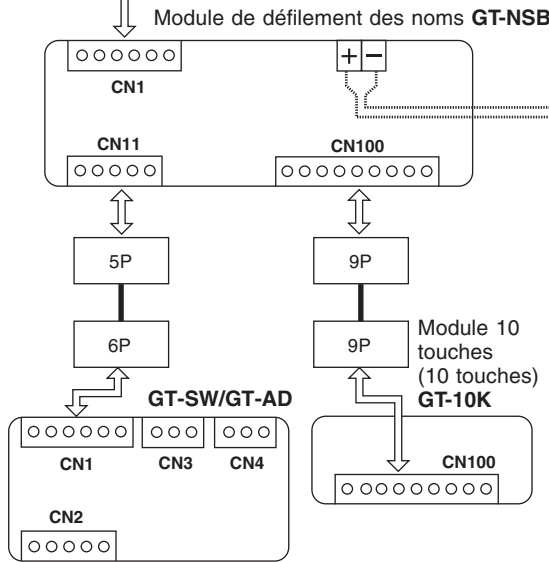 Module de défilement des noms GT-NSB
+ −
CN1
CN11
CN100
5P
9P
6P
9P
Module 10
touches
(10 touches)
GT-10K
GT-SW/GT-AD
CN1
CN3
CN4
CN100
CN2